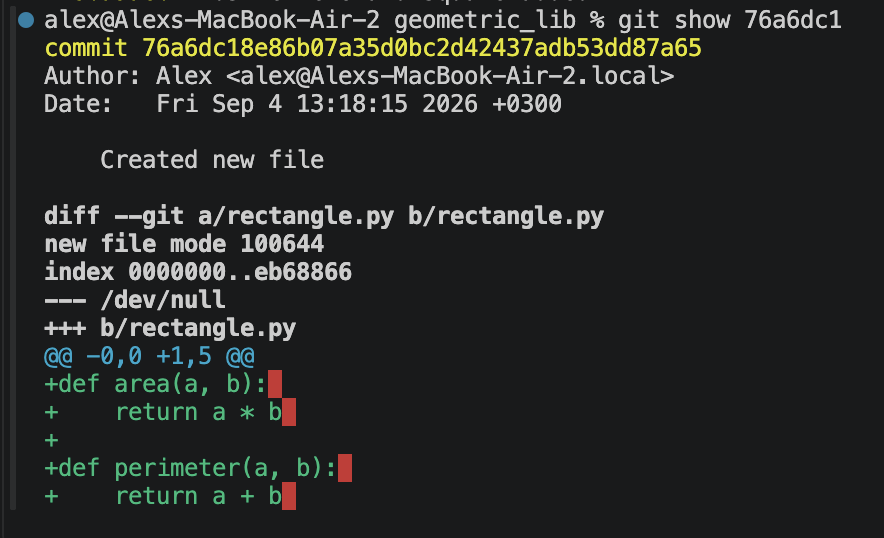 alex@Alexs-MacBook-Air-2 geometric_lib % git show 76a6dc1
commit 76a6dc18e86b07a35d0bc2d42437adb53dd87a65
Author: Alex <alex@Alexs-MacBook-Air-2.local>
Date:   Fri Sep 4 13:18:15 2026 +0300

    Created new file

diff --git a/rectangle.py b/rectangle.py
new file mode 100644
index 0000000..eb68866
--- /dev/null
+++ b/rectangle.py
@@ -0,0 +1,5 @@
+def area(a, b):
+    return a * b
+
+def perimeter(a, b):
+    return a + b